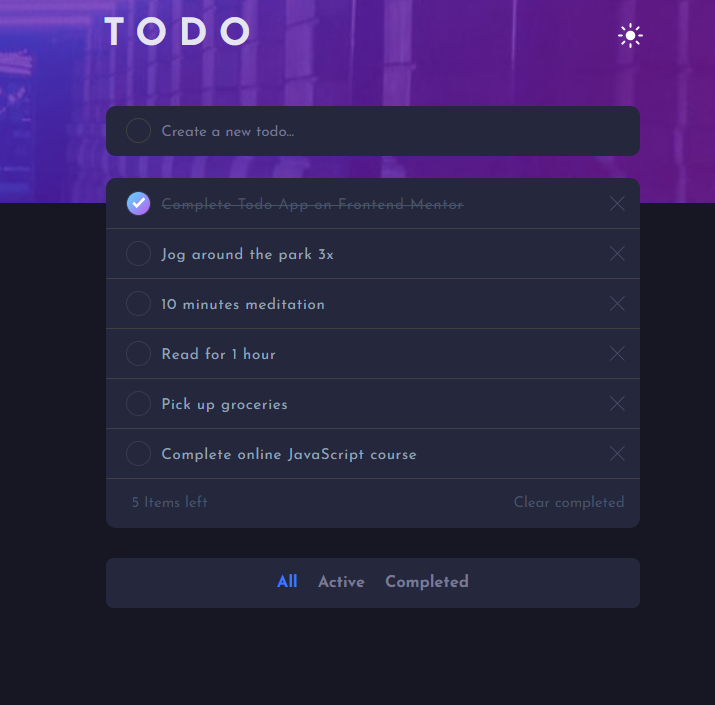 TODO
Create a new todo...
Complete Todo App on Frontend Mentor
Jog around the park 3x
10 minutes meditation
Read for 1 hour
Pick up groceries
Complete online JavaScript course
5 Items left Clear completed
All Active Completed